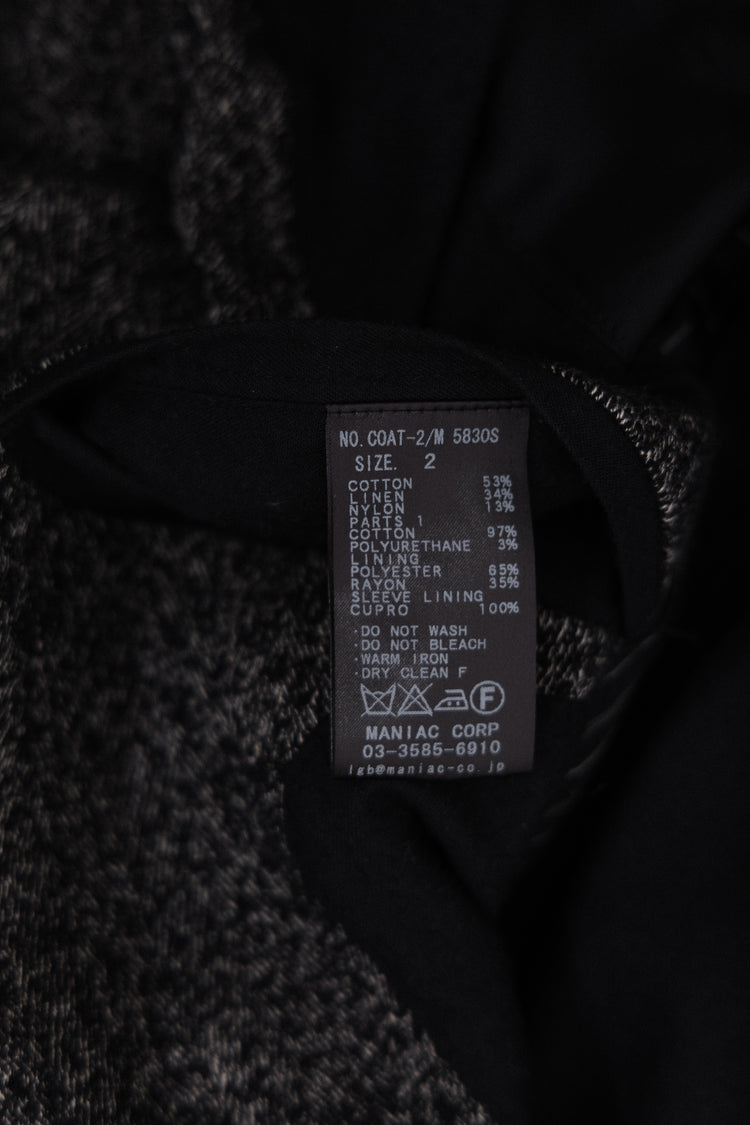 NO. COAT-2/M 5830S
SIZE. 2
COTTON 53%
LINEN 34%
NYLON 13%
PARTS 1
COTTON 97%
POLYURETHANE 3%
LINING
POLYESTER 65%
RAYON 35%
SLEEVE LINING
CUPRO 100%
·DO NOT WASH
·DO NOT BLEACH
·WARM IRON
·DRY CLEAN F
F
MANIAC CORP
03-3585-6910
lgb@maniac-co.jp